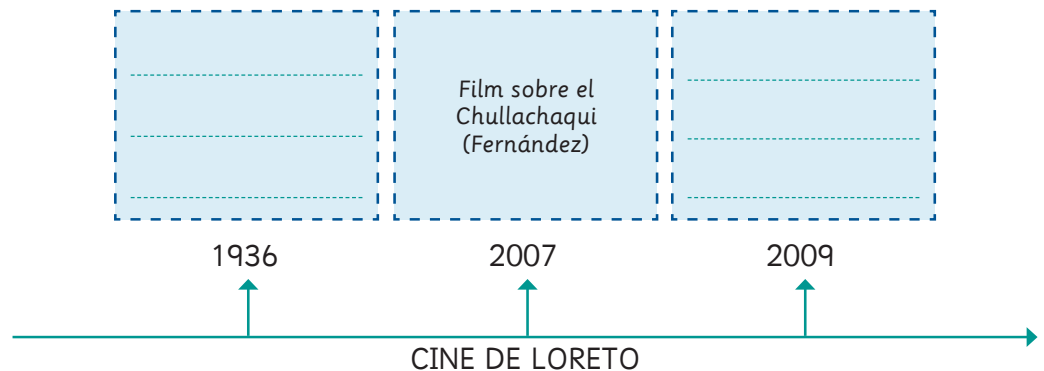 Film sobre el
Chullachaqui
(Fernández)
1936
2007
2009
CINE DE LORETO